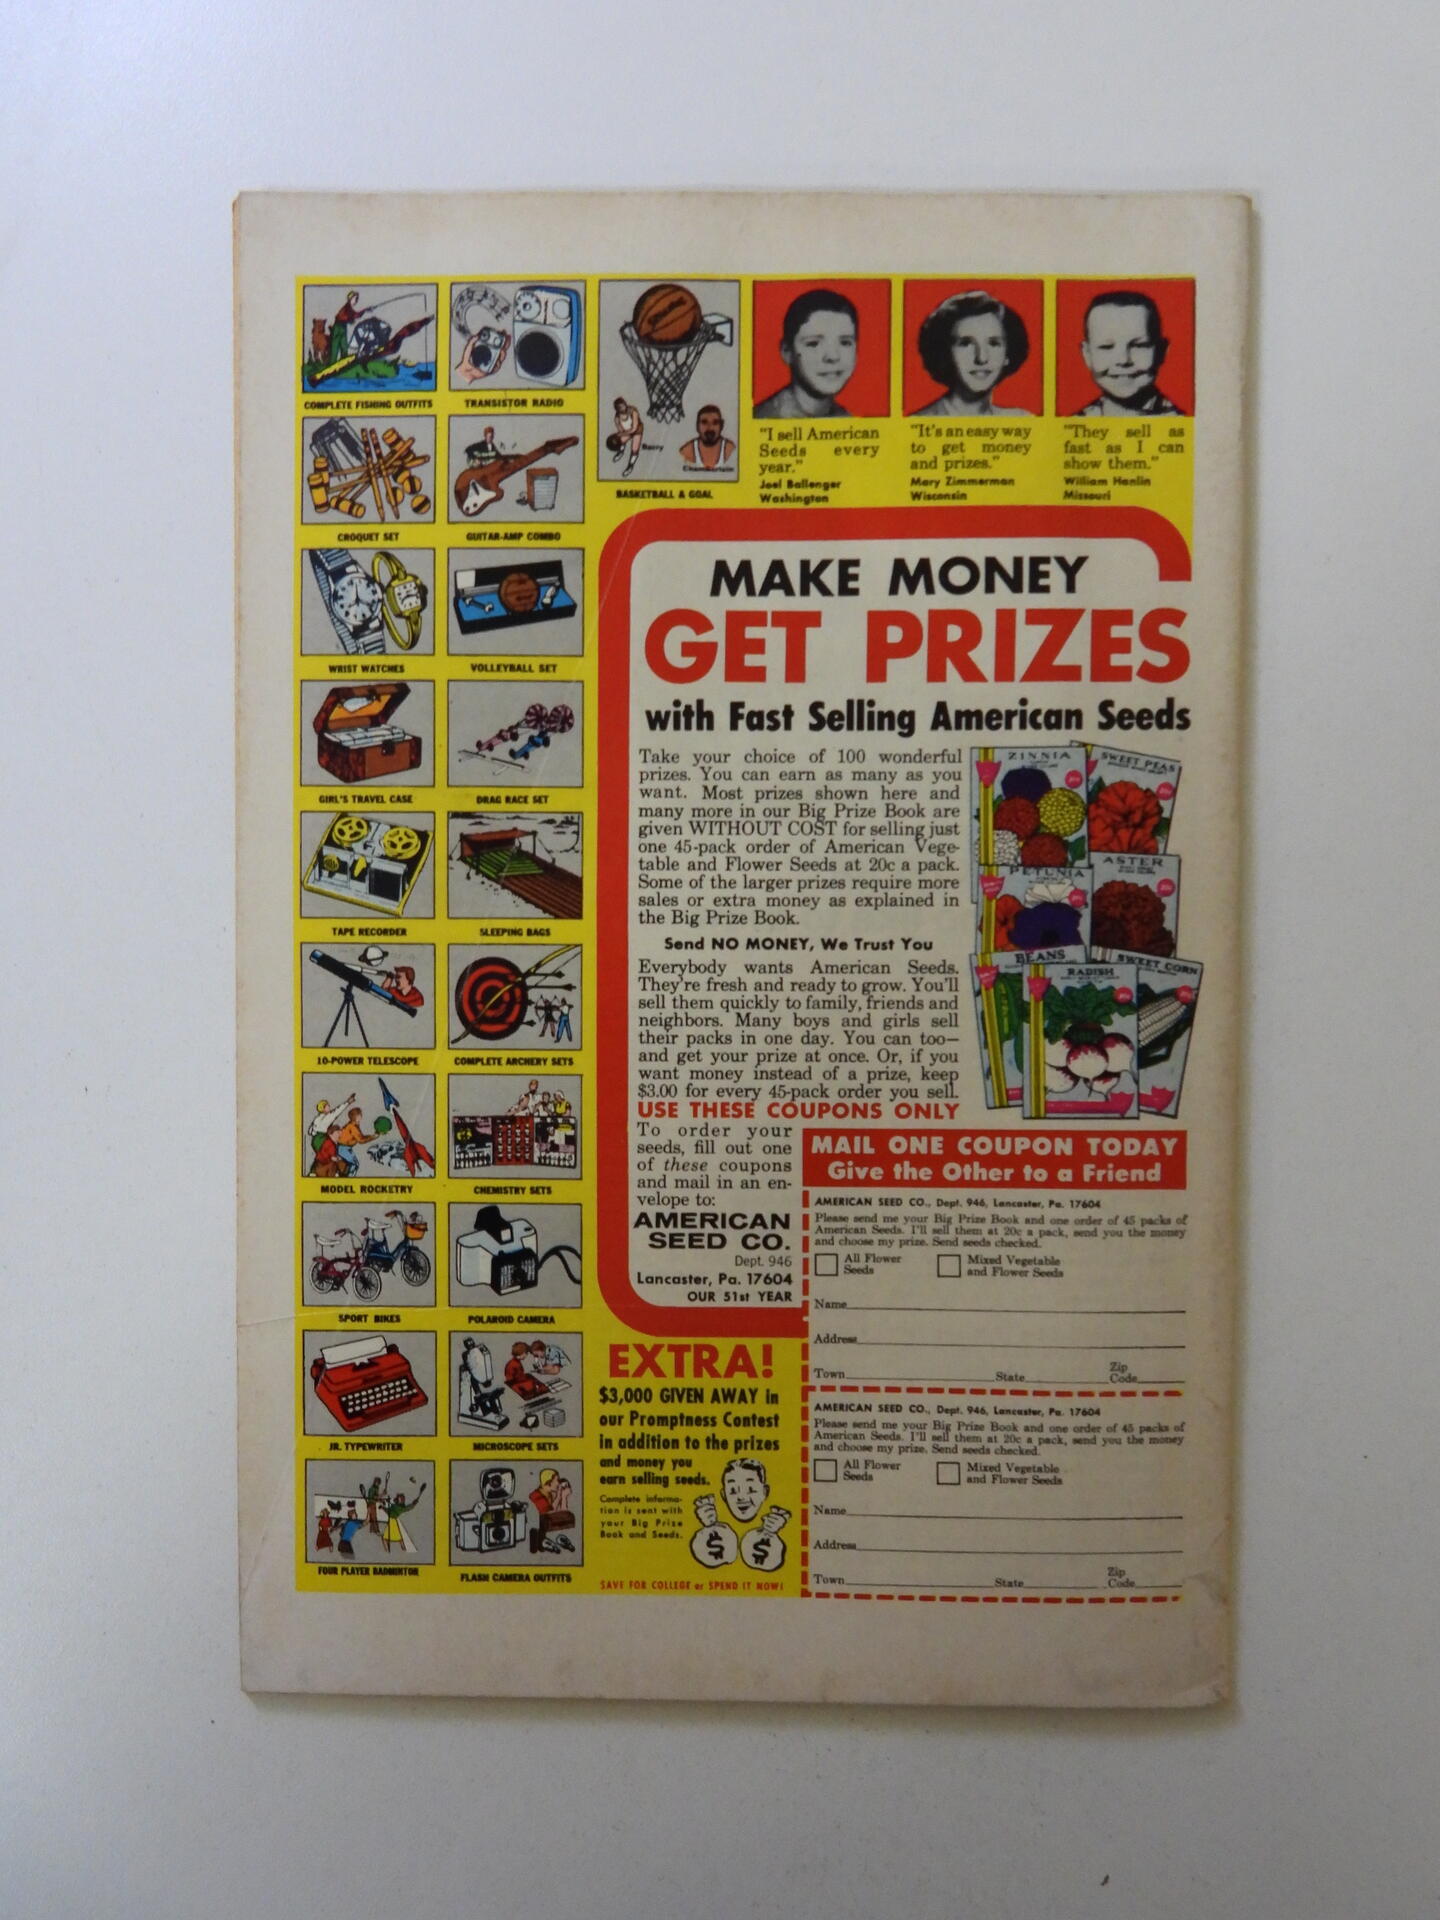 COMPLETE FISHING OUTFITS
TRANSISTOR RADIO
CROQUET SET
GUITAR-AMP COMBO
WRIST WATCHES
VOLLEYBALL SET
GIRL'S TRAVEL CASE
DRAG RACE SET
TAPE RECORDER
SLEEPING BAGS
10-POWER TELESCOPE
COMPLETE ARCHERY SETS
MODEL ROCKETRY
CHEMISTRY SETS
SPORT BIKES
POLAROID CAMERA
JR. TYPEWRITER
MICROSCOPE SETS
FOUR PLAYER BADMINTON
FLASH CAMERA OUTFITS
Barry
Chamberlain
BASKETBALL & GOAL
"I sell American
Seeds every
year."
Joel Ballenger
Washington
"It's an easy way
to get money
and prizes."
Mary Zimmerman
Wisconsin
"They sell as
fast as I can
show them."
William Hanlin
Missouri
MAKE MONEY
GET PRIZES
with Fast Selling American Seeds
Take your choice of 100 wonderful
prizes. You can earn as many as you
want. Most prizes shown here and
many more in our Big Prize Book are
given WITHOUT COST for selling just
one 45-pack order of American Vege-
table and Flower Seeds at 20c a pack.
Some of the larger prizes require more
sales or extra money as explained in
the Big Prize Book.
Send NO MONEY, We Trust You
Everybody wants American Seeds.
They're fresh and ready to grow. You'll
sell them quickly to family, friends and
neighbors. Many boys and girls sell
their packs in one day. You can too—
and get your prize at once. Or, if you
want money instead of a prize, keep
$3.00 for every 45-pack order you sell.
USE THESE COUPONS ONLY
To order your
seeds, fill out one
of these coupons
and mail in an en-
velope to:
AMERICAN
SEED CO.
Dept. 946
Lancaster, Pa. 17604
OUR 51st YEAR
ZINNIA
SWEET PEAS
ASTER
PETUNIA
BEANS
RADISH
SWEET CORN
MAIL ONE COUPON TODAY
Give the Other to a Friend
AMERICAN SEED CO., Dept. 946, Lancaster, Pa. 17604
Please send me your Big Prize Book and one order of 45 packs of
American Seeds. I'll sell them at 20c a pack, send you the money
and choose my prize. Send seeds checked.
All Flower
Seeds
Mixed Vegetable
and Flower Seeds
Name
Address
Town State Zip
Code
AMERICAN SEED CO., Dept. 946, Lancaster, Pa. 17604
Please send me your Big Prize Book and one order of 45 packs of
American Seeds. I'll sell them at 20c a pack, send you the money
and choose my prize. Send seeds checked.
All Flower
Seeds
Mixed Vegetable
and Flower Seeds
Name
Address
Town State Zip
Code
EXTRA!
$3,000 GIVEN AWAY in
our Promptness Contest
in addition to the prizes
and money you
earn selling seeds.
Complete informa-
tion is sent with
your Big Prize
Book and Seeds.
$ $
SAVE FOR COLLEGE or SPEND IT NOW!